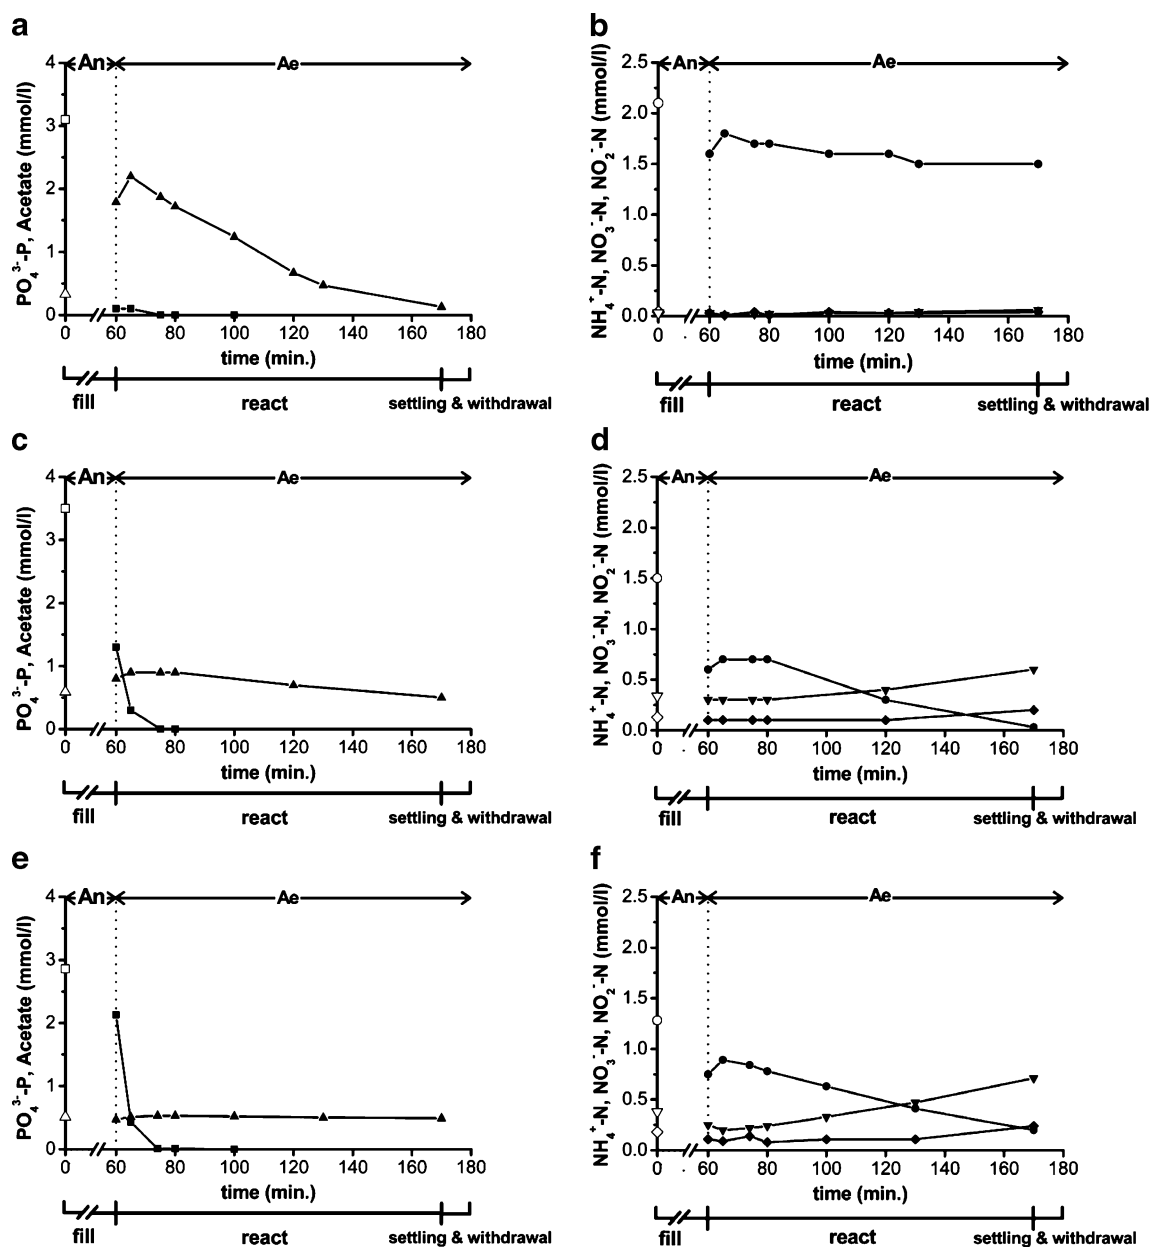 a
An Ae
PO₄³⁻-P, Acetate (mmol/l)
4
3
2
1
0
0 60 80 100 120 140 160 180
time (min.)
fill react settling & withdrawal
b
An Ae
NH₄⁺-N, NO₃⁻-N, NO₂⁻-N (mmol/l)
2.5
2.0
1.5
1.0
0.5
0.0
0 60 80 100 120 140 160 180
time (min.)
fill react settling & withdrawal
c
An Ae
PO₄³⁻-P, Acetate (mmol/l)
4
3
2
1
0
0 60 80 100 120 140 160 180
time (min.)
fill react settling & withdrawal
d
An Ae
NH₄⁺-N, NO₃⁻-N, NO₂⁻-N (mmol/l)
2.5
2.0
1.5
1.0
0.5
0.0
0 60 80 100 120 140 160 180
time (min.)
fill react settling & withdrawal
e
An Ae
PO₄³⁻-P, Acetate (mmol/l)
4
3
2
1
0
0 60 80 100 120 140 160 180
time (min.)
fill react settling & withdrawal
f
An Ae
NH₄⁺-N, NO₃⁻-N, NO₂⁻-N (mmol/l)
2.5
2.0
1.5
1.0
0.5
0.0
0 60 80 100 120 140 160 180
time (min.)
fill react settling & withdrawal